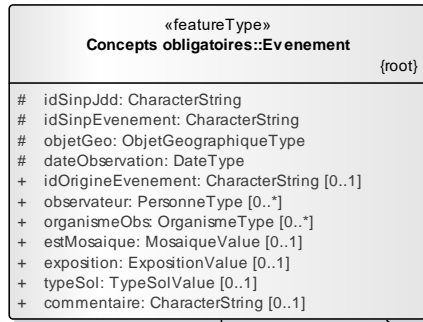 «featureType»
Concepts obligatoires::Evenement
{root}
# idSinpJdd: CharacterString
# idSinpEvenement: CharacterString
# objetGeo: ObjetGeographiqueType
# dateObservation: DateType
+ idOrigineEvenement: CharacterString [0..1]
+ observateur: PersonneType [0..*]
+ organismeObs: OrganismeType [0..*]
+ estMosaique: MosaiqueValue [0..1]
+ exposition: ExpositionValue [0..1]
+ typeSol: TypeSolValue [0..1]
+ commentaire: CharacterString [0..1]